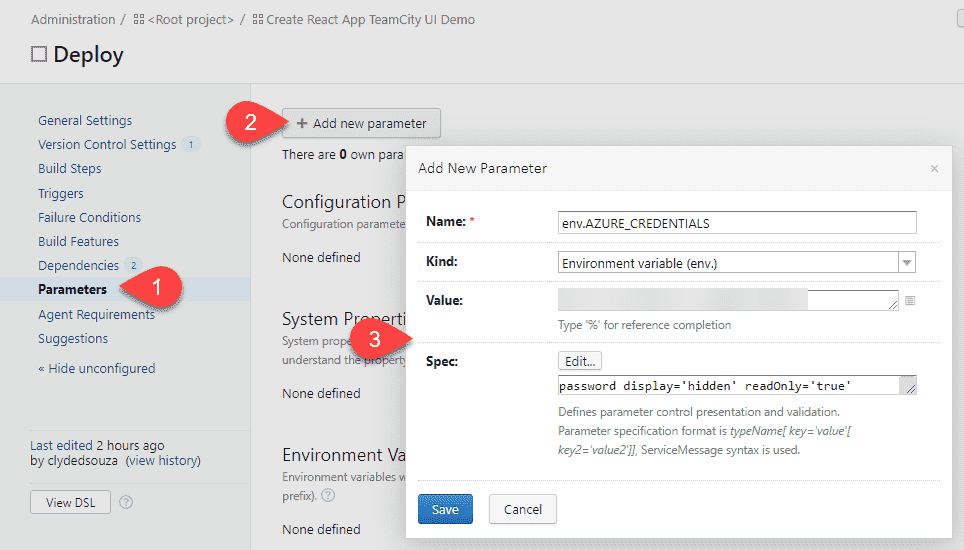 Administration / <Root project> / Create React App TeamCity UI Demo
Deploy
General Settings
Version Control Settings 1
Build Steps
Triggers
Failure Conditions
Build Features
Dependencies 2
Parameters
Agent Requirements
Suggestions
« Hide unconfigured
Last edited 2 hours ago
by clydedsouza (view history)
View DSL ?
1
2
+ Add new parameter
There are 0 own para
Configuration P
Configuration paramete
None defined
System Properti
System prope
understand the property
None defined
Environment Va
Environment variables w
prefix). ?
None defined
3
Add New Parameter ×
Name: * env.AZURE_CREDENTIALS
Kind: Environment variable (env.)
Value:
Type '%' for reference completion
Spec: Edit...
password display='hidden' readOnly='true'
Defines parameter control presentation and validation.
Parameter specification format is typeName[ key='value'[
key2='value2']], ServiceMessage syntax is used.
Save Cancel